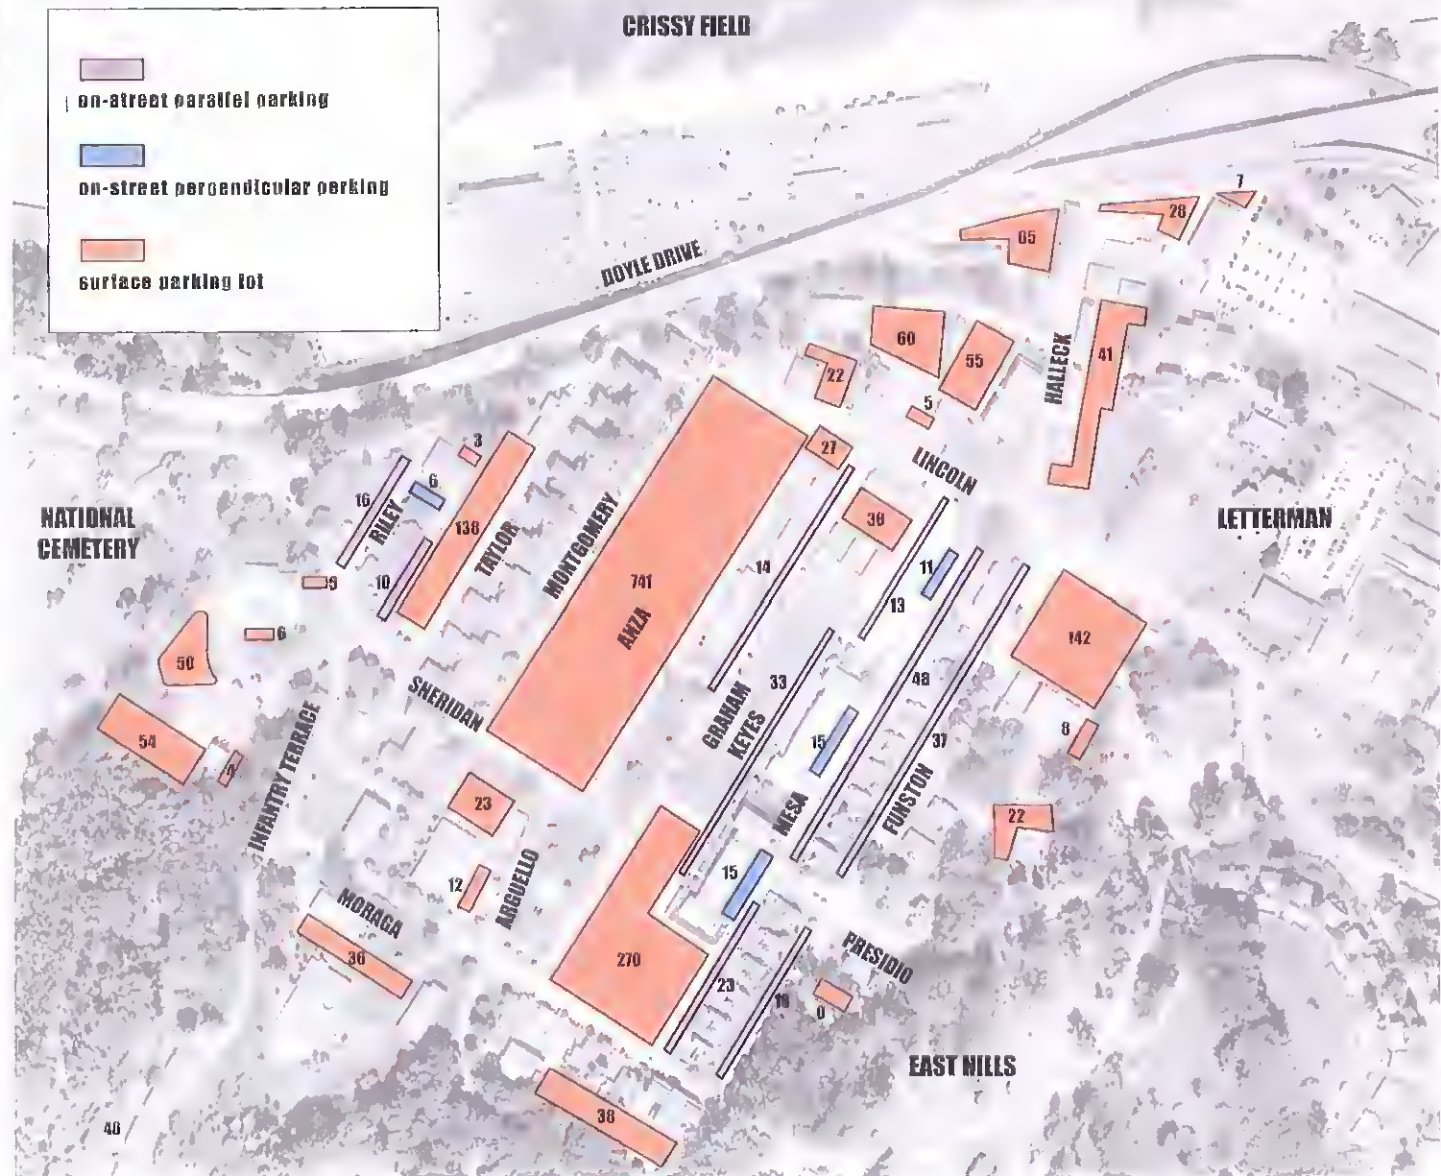 CRISSY FIELD
on-street parallel parking
on-street perpendicular parking
surface parking lot
7
28
65
DOYLE DRIVE
60
55
HALLECK
41
22
5
3
27
LINCOLN
6
16
RILEY
138
TAYLOR
MONTGOMERY
39
NATIONAL
CEMETERY
LETTERMAN
10
9
741
ANZA
14
11
13
6
50
142
SHERIDAN
GRAHAM
KEYES
33
48
INFANTRY TERRACE
54
4
15
37
8
23
MESA
FUNSTON
22
12
ARGUELLO
15
MORAGA
36
270
23
PRESIDIO
EAST HILLS
38